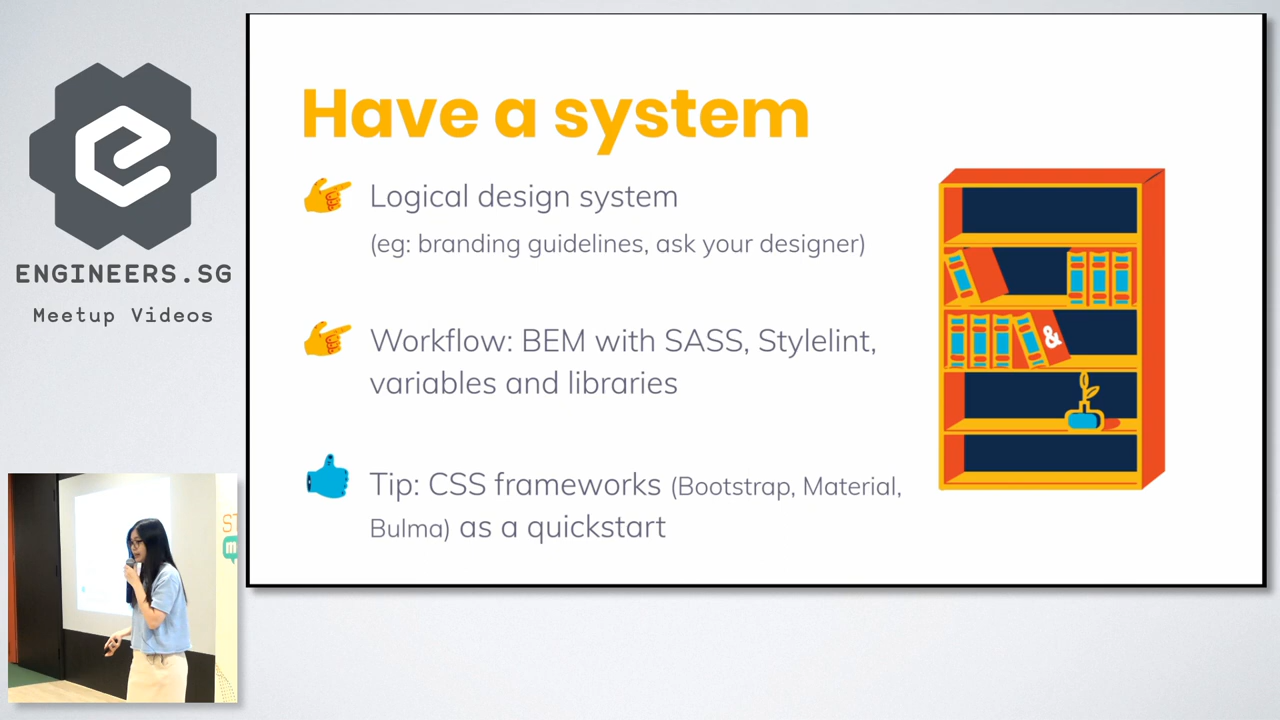 ENGINEERS.SG
Meetup Videos
Have a system
Logical design system
(eg: branding guidelines, ask your designer)
Workflow: BEM with SASS, Stylelint,
variables and libraries
&
Tip: CSS frameworks (Bootstrap, Material,
Bulma) as a quickstart